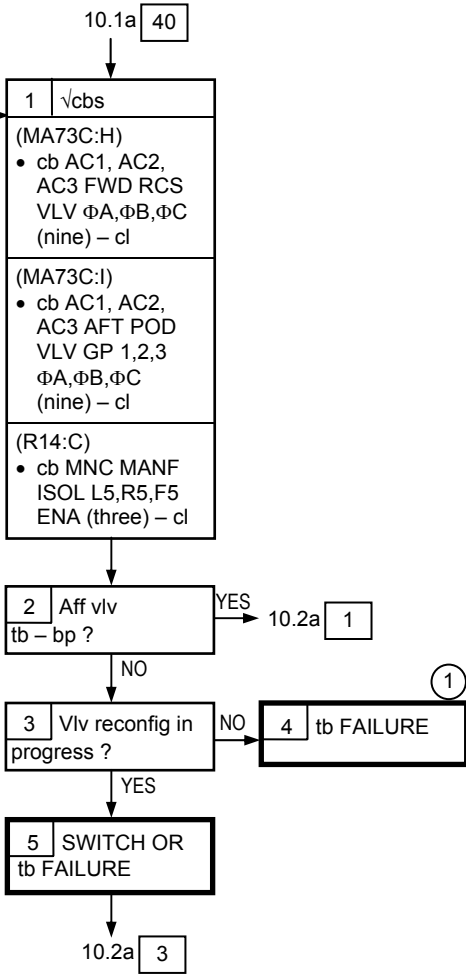 10.1a 40
1 √cbs
(MA73C:H)
• cb AC1, AC2,
AC3 FWD RCS
VLV ΦA,ΦB,ΦC
(nine) – cl
(MA73C:I)
• cb AC1, AC2,
AC3 AFT POD
VLV GP 1,2,3
ΦA,ΦB,ΦC
(nine) – cl
(R14:C)
• cb MNC MANF
ISOL L5,R5,F5
ENA (three) – cl
2 Aff vlv
tb – bp ?
YES
10.2a 1
NO
1
3 Vlv reconfig in
progress ?
NO
4 tb FAILURE
YES
5 SWITCH OR
tb FAILURE
10.2a 3